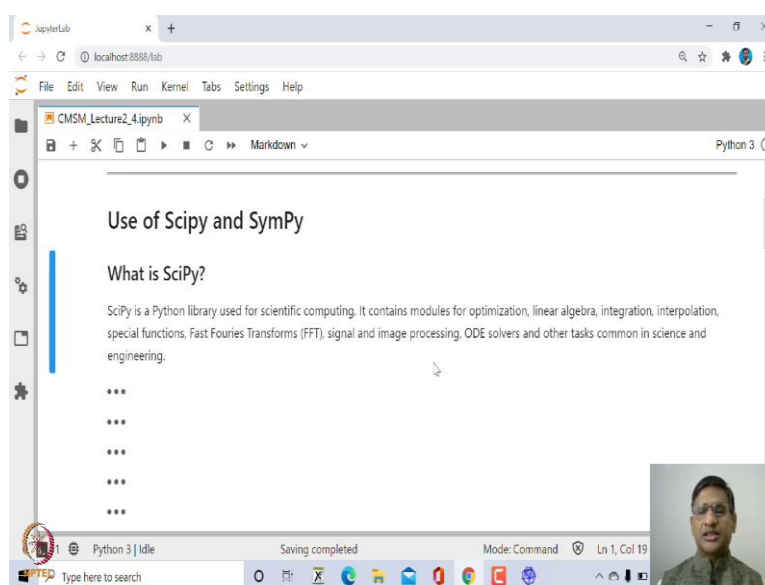 JupyterLab
localhost:8888/lab
File Edit View Run Kernel Tabs Settings Help
CMSM_Lecture2_4.ipynb
Markdown
Python 3
Use of Scipy and SymPy
What is SciPy?
SciPy is a Python library used for scientific computing. It contains modules for optimization, linear algebra, integration, interpolation,
special functions, Fast Fouries Transforms (FFT), signal and image processing, ODE solvers and other tasks common in science and
engineering.
1 Python 3 | Idle Saving completed Mode: Command Ln 1, Col 19
Type here to search